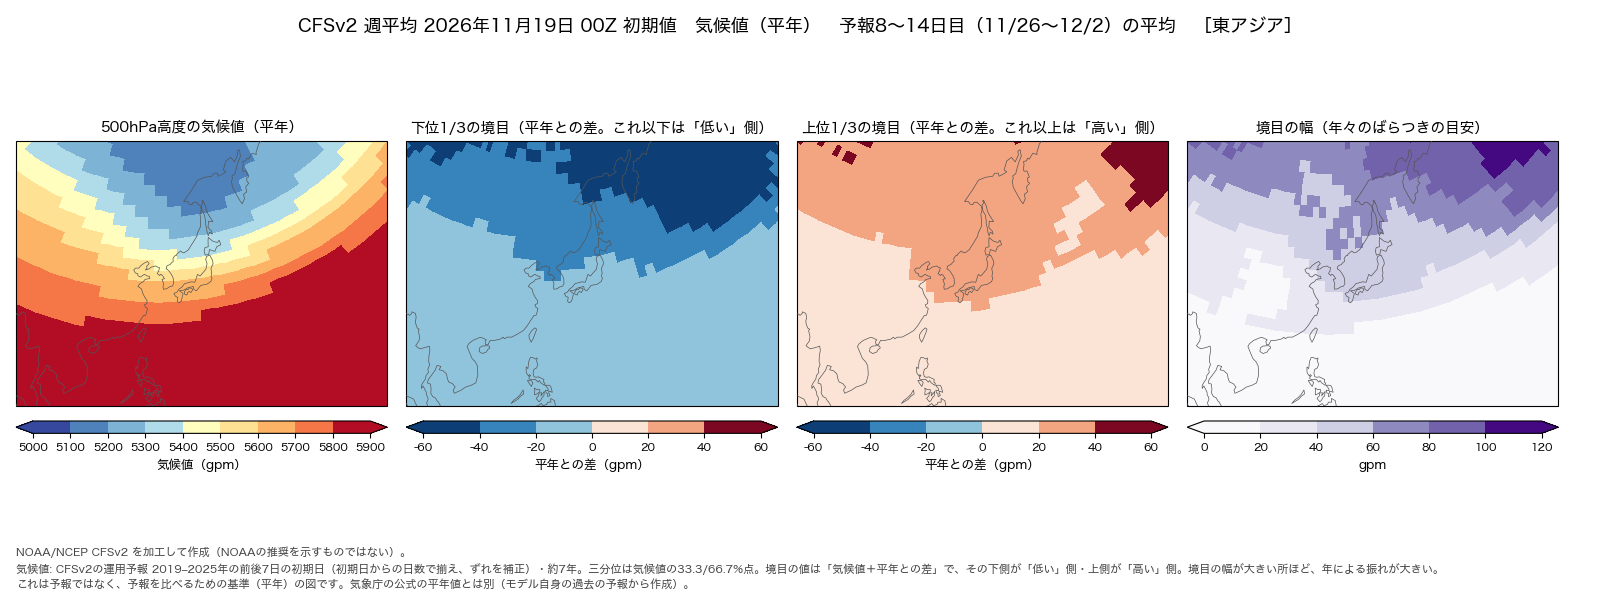 CFSv2 週平均 2026年11月19日 00Z 初期値　気候値（平年）　予報8～14日目（11/26～12/2）の平均　［東アジア］
500hPa高度の気候値（平年）
下位1/3の境目（平年との差。これ以下は「低い」側）
上位1/3の境目（平年との差。これ以上は「高い」側）
境目の幅（年々のばらつきの目安）
5000 5100 5200 5300 5400 5500 5600 5700 5800 5900
気候値（gpm）
-60 -40 -20 0 20 40 60
平年との差（gpm）
-60 -40 -20 0 20 40 60
平年との差（gpm）
0 20 40 60 80 100 120
gpm
NOAA/NCEP CFSv2 を加工して作成（NOAAの推奨を示すものではない）。
気候値: CFSv2の運用予報 2019–2025年の前後7日の初期日（初期日からの日数で揃え、ずれを補正）・約7年。三分位は気候値の33.3/66.7%点。境目の値は「気候値＋平年との差」で、その下側が「低い」側・上側が「高い」側。境目の幅が大きい所ほど、年による振れが大きい。
これは予報ではなく、予報を比べるための基準（平年）の図です。気象庁の公式の平年値とは別（モデル自身の過去の予報から作成）。